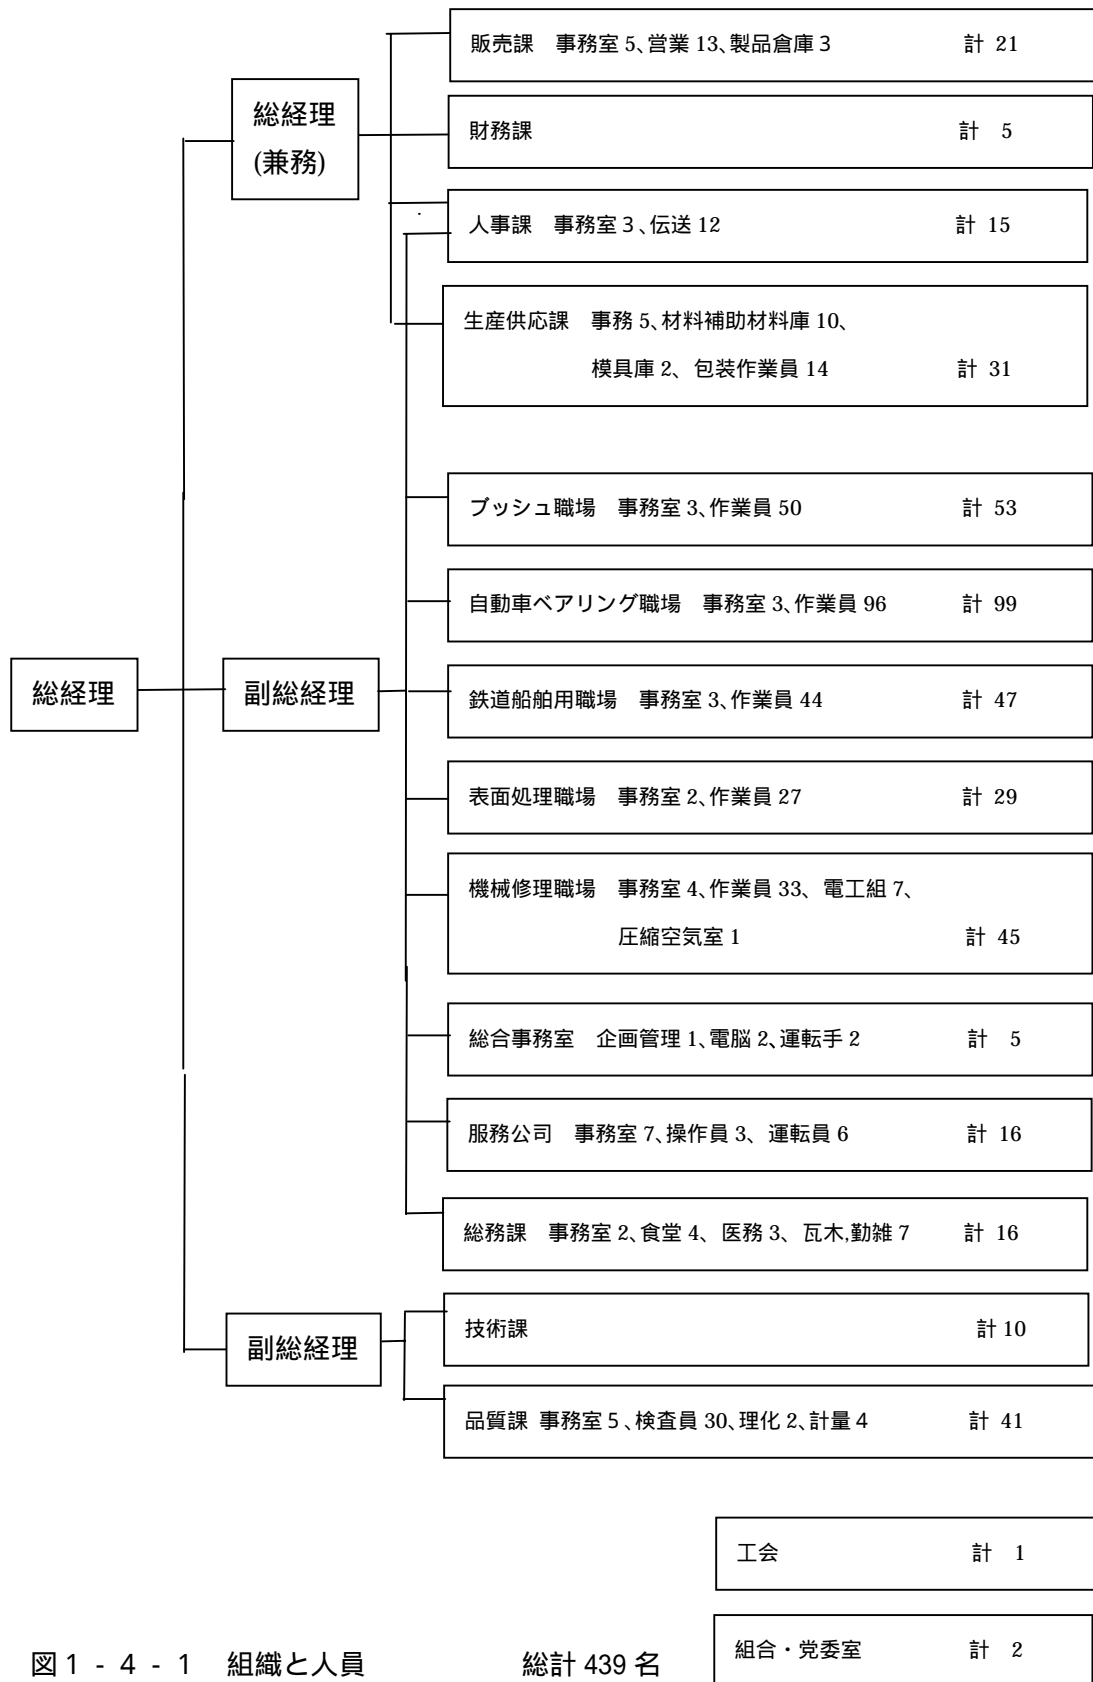 販売課　事務室 5、営業 13、製品倉庫 3　計 21
総経理
(兼務)
財務課　計 5
人事課　事務室 3、伝送 12　計 15
生産供応課　事務 5、材料補助材料庫 10、
模具庫 2、包装作業員 14　計 31
ブッシュ職場　事務室 3、作業員 50　計 53
自動車ベアリング職場　事務室 3、作業員 96　計 99
総経理
副総経理
鉄道船舶用職場　事務室 3、作業員 44　計 47
表面処理職場　事務室 2、作業員 27　計 29
機械修理職場　事務室 4、作業員 33、電工組 7、
圧縮空気室 1　計 45
総合事務室　企画管理 1、電脳 2、運転手 2　計 5
服務公司　事務室 7、操作員 3、運転員 6　計 16
総務課　事務室 2、食堂 4、医務 3、瓦木,勤雑 7　計 16
副総経理
技術課　計 10
品質課 事務室 5、検査員 30、理化 2、計量 4　計 41
工会　計 1
組合・党委室　計 2
図1 - 4 - 1　組織と人員　総計 439 名